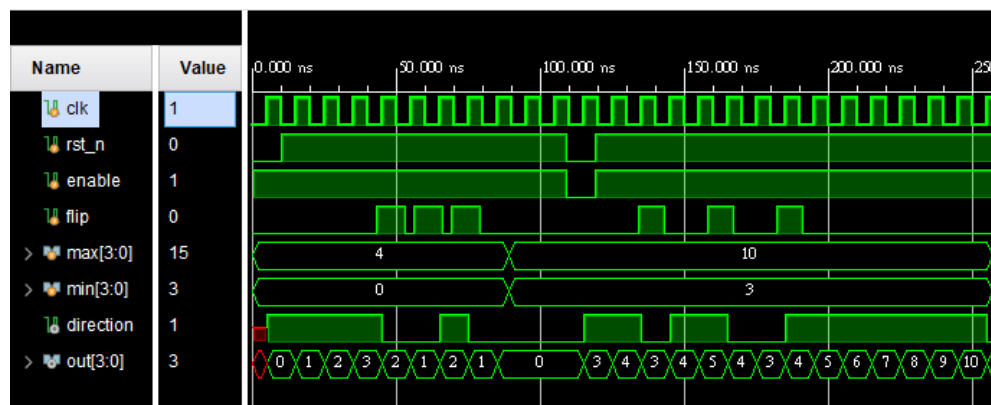 Name Value 0.000 ns 50.000 ns 100.000 ns 150.000 ns 200.000 ns 25
clk 1
rst_n 0
enable 1
flip 0
max[3:0] 15 4 10
min[3:0] 3 0 3
direction 1
out[3:0] 3 0 1 2 3 2 1 2 1 0 3 4 3 4 5 4 3 4 5 6 7 8 9 10